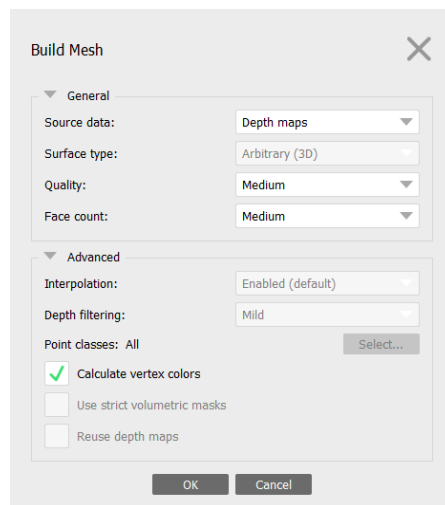 Build Mesh
General
Source data: Depth maps
Surface type: Arbitrary (3D)
Quality: Medium
Face count: Medium
Advanced
Interpolation: Enabled (default)
Depth filtering: Mild
Point classes: All Select...
Calculate vertex colors
Use strict volumetric masks
Reuse depth maps
OK Cancel